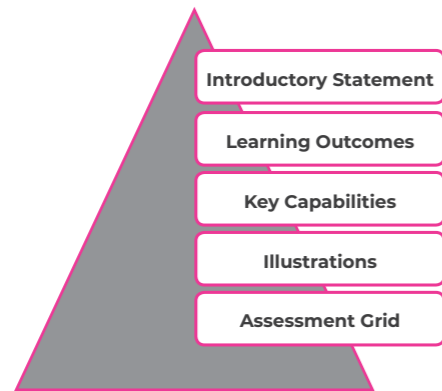 Introductory Statement
Learning Outcomes
Key Capabilities
Illustrations
Assessment Grid